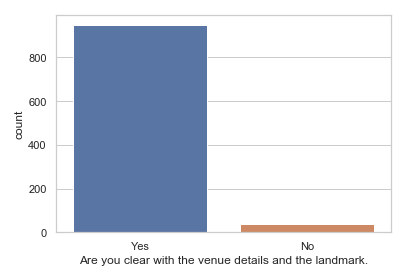 800
600
400
200
0
count
Yes No
Are you clear with the venue details and the landmark.